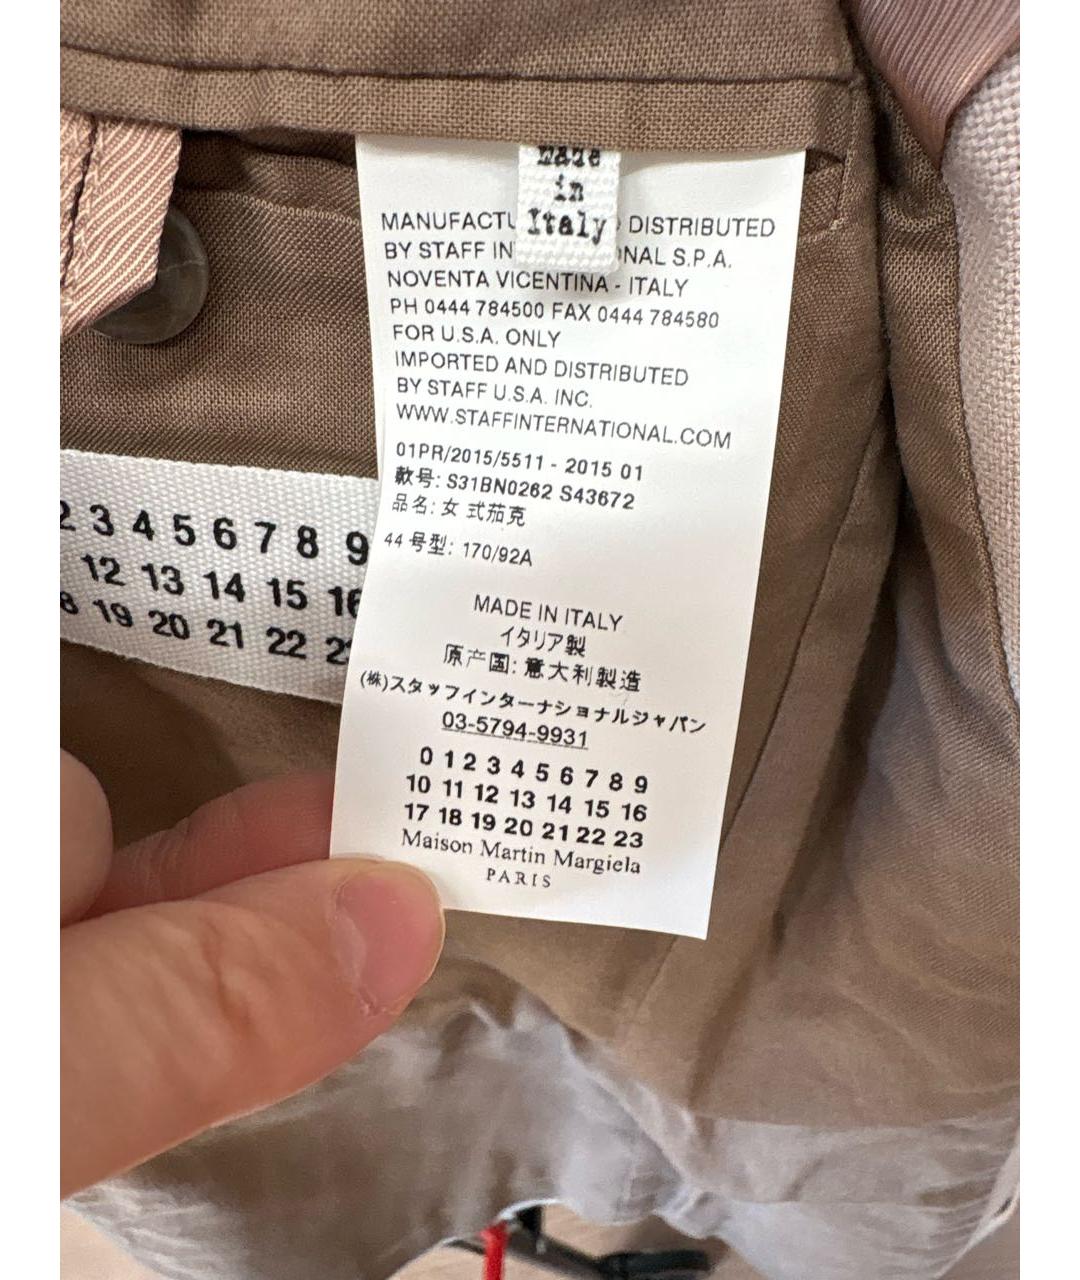 made
in
Italy
MANUFACTU DISTRIBUTED
BY STAFF IN NAL S.P.A.
NOVENTA VICENTINA - ITALY
PH 0444 784500 FAX 0444 784580
FOR U.S.A. ONLY
IMPORTED AND DISTRIBUTED
BY STAFF U.S.A. INC.
WWW.STAFFINTERNATIONAL.COM
01PR/2015/5511 - 2015 01
款号: S31BN0262 S43672
品名: 女 式茄克
44 号型: 170/92A
MADE IN ITALY
イタリア製
原产国: 意大利製造
(株)スタッフインターナショナルジャパン
03-5794-9931
0 1 2 3 4 5 6 7 8 9
10 11 12 13 14 15 16
17 18 19 20 21 22 23
Maison Martin Margiela
PARIS
2 3 4 5 6 7 8 9
12 13 14 15 16
8 19 20 21 22 2